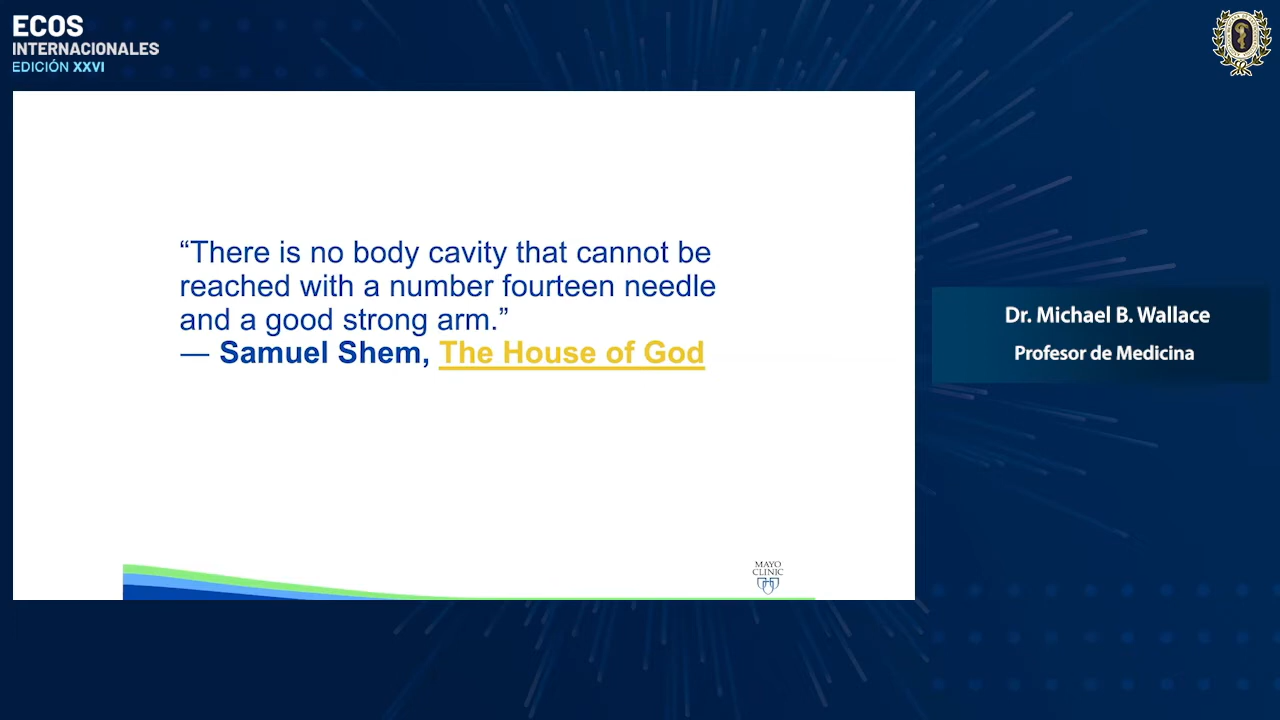 ECOS
INTERNACIONALES
EDICIÓN XXVI
“There is no body cavity that cannot be
reached with a number fourteen needle
and a good strong arm.”
— Samuel Shem, The House of God
MAYO
CLINIC
Dr. Michael B. Wallace
Profesor de Medicina